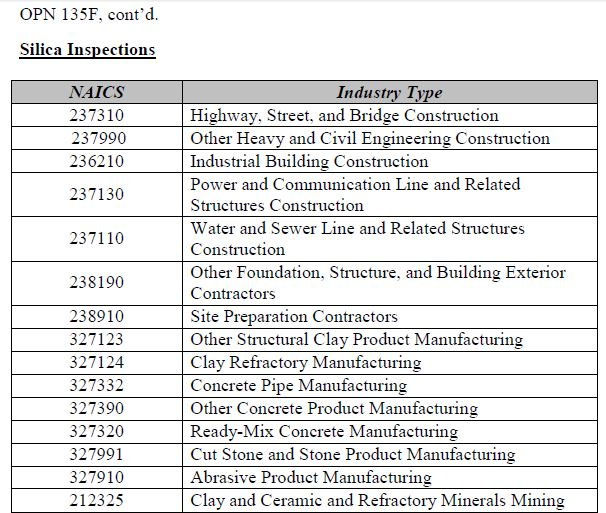 OPN 135F, cont'd.
Silica Inspections
NAICS Industry Type
237310 Highway, Street, and Bridge Construction
237990 Other Heavy and Civil Engineering Construction
236210 Industrial Building Construction
237130 Power and Communication Line and Related
Structures Construction
237110 Water and Sewer Line and Related Structures
Construction
238190 Other Foundation, Structure, and Building Exterior
Contractors
238910 Site Preparation Contractors
327123 Other Structural Clay Product Manufacturing
327124 Clay Refractory Manufacturing
327332 Concrete Pipe Manufacturing
327390 Other Concrete Product Manufacturing
327320 Ready-Mix Concrete Manufacturing
327991 Cut Stone and Stone Product Manufacturing
327910 Abrasive Product Manufacturing
212325 Clay and Ceramic and Refractory Minerals Mining